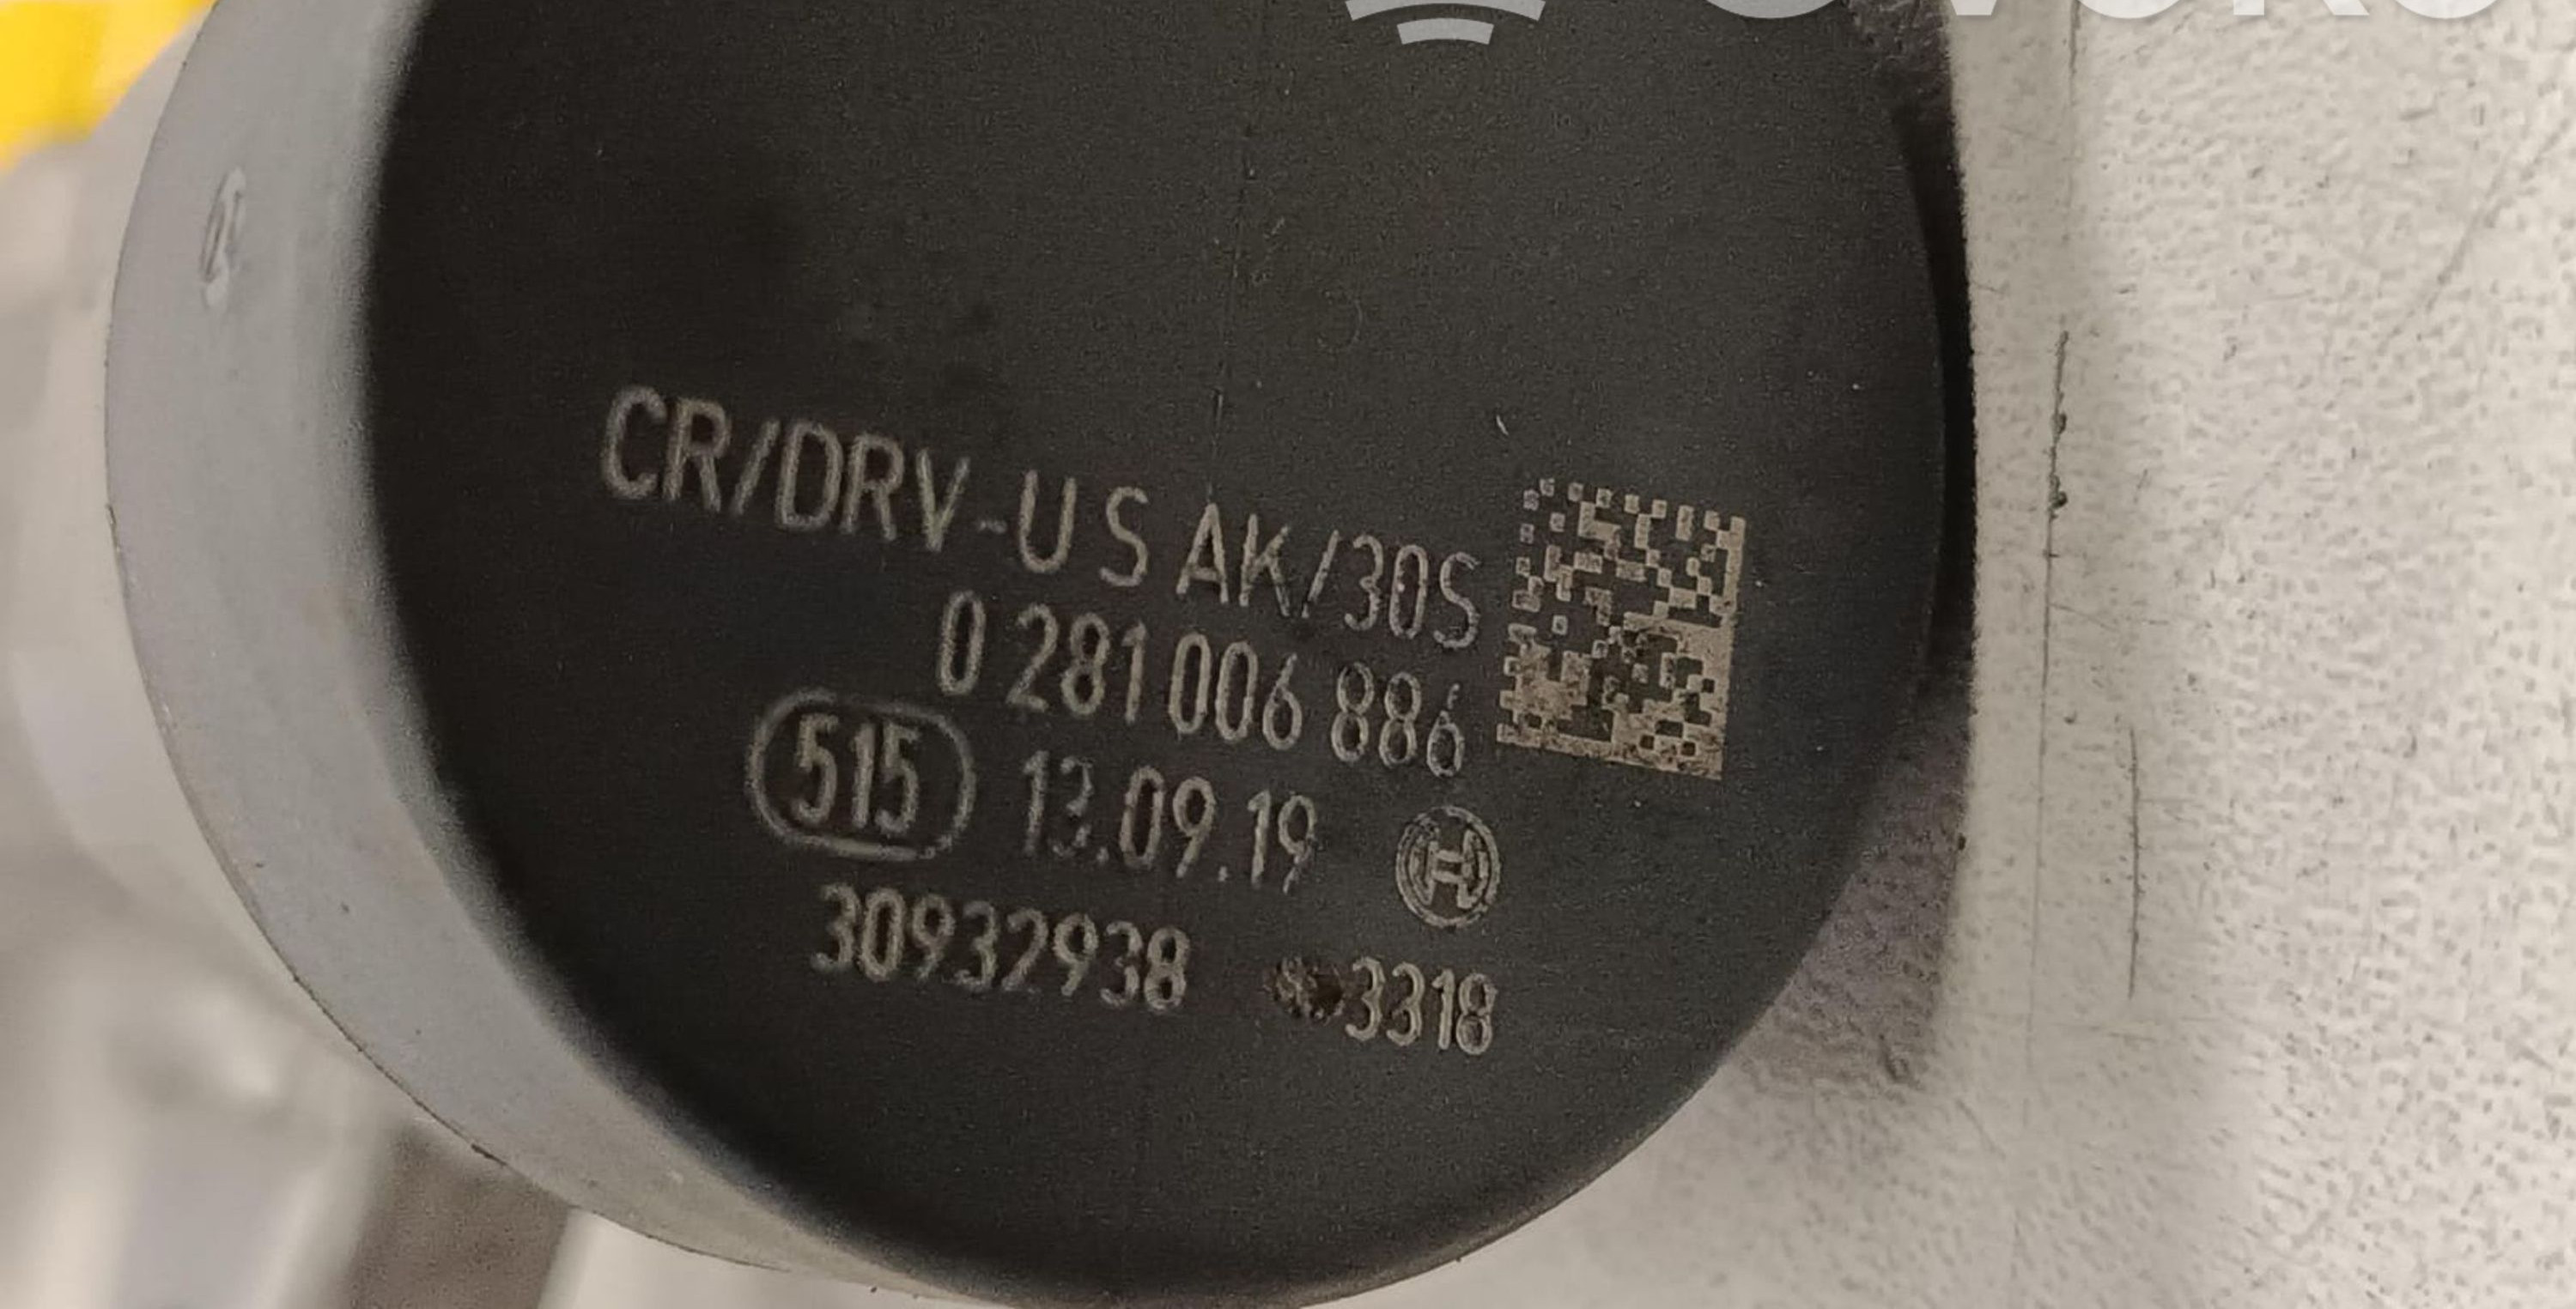 CR/DRV-U S AK/30S
0 281 006 886
515 13.09.19
30932938 3318